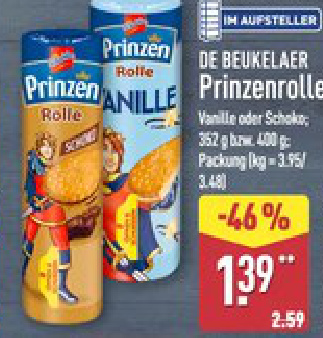 IM AUFSTELLER
DE BEUKELAER
Prinzenrolle
Vanille oder Schoko;
352 g bzw. 400 g;
Packung (kg = 3.95/
3.48)
-46%
1.39**
2.59
Prinzen
Rolle
SCHOKO
Prinzen
Rolle
VANILLE